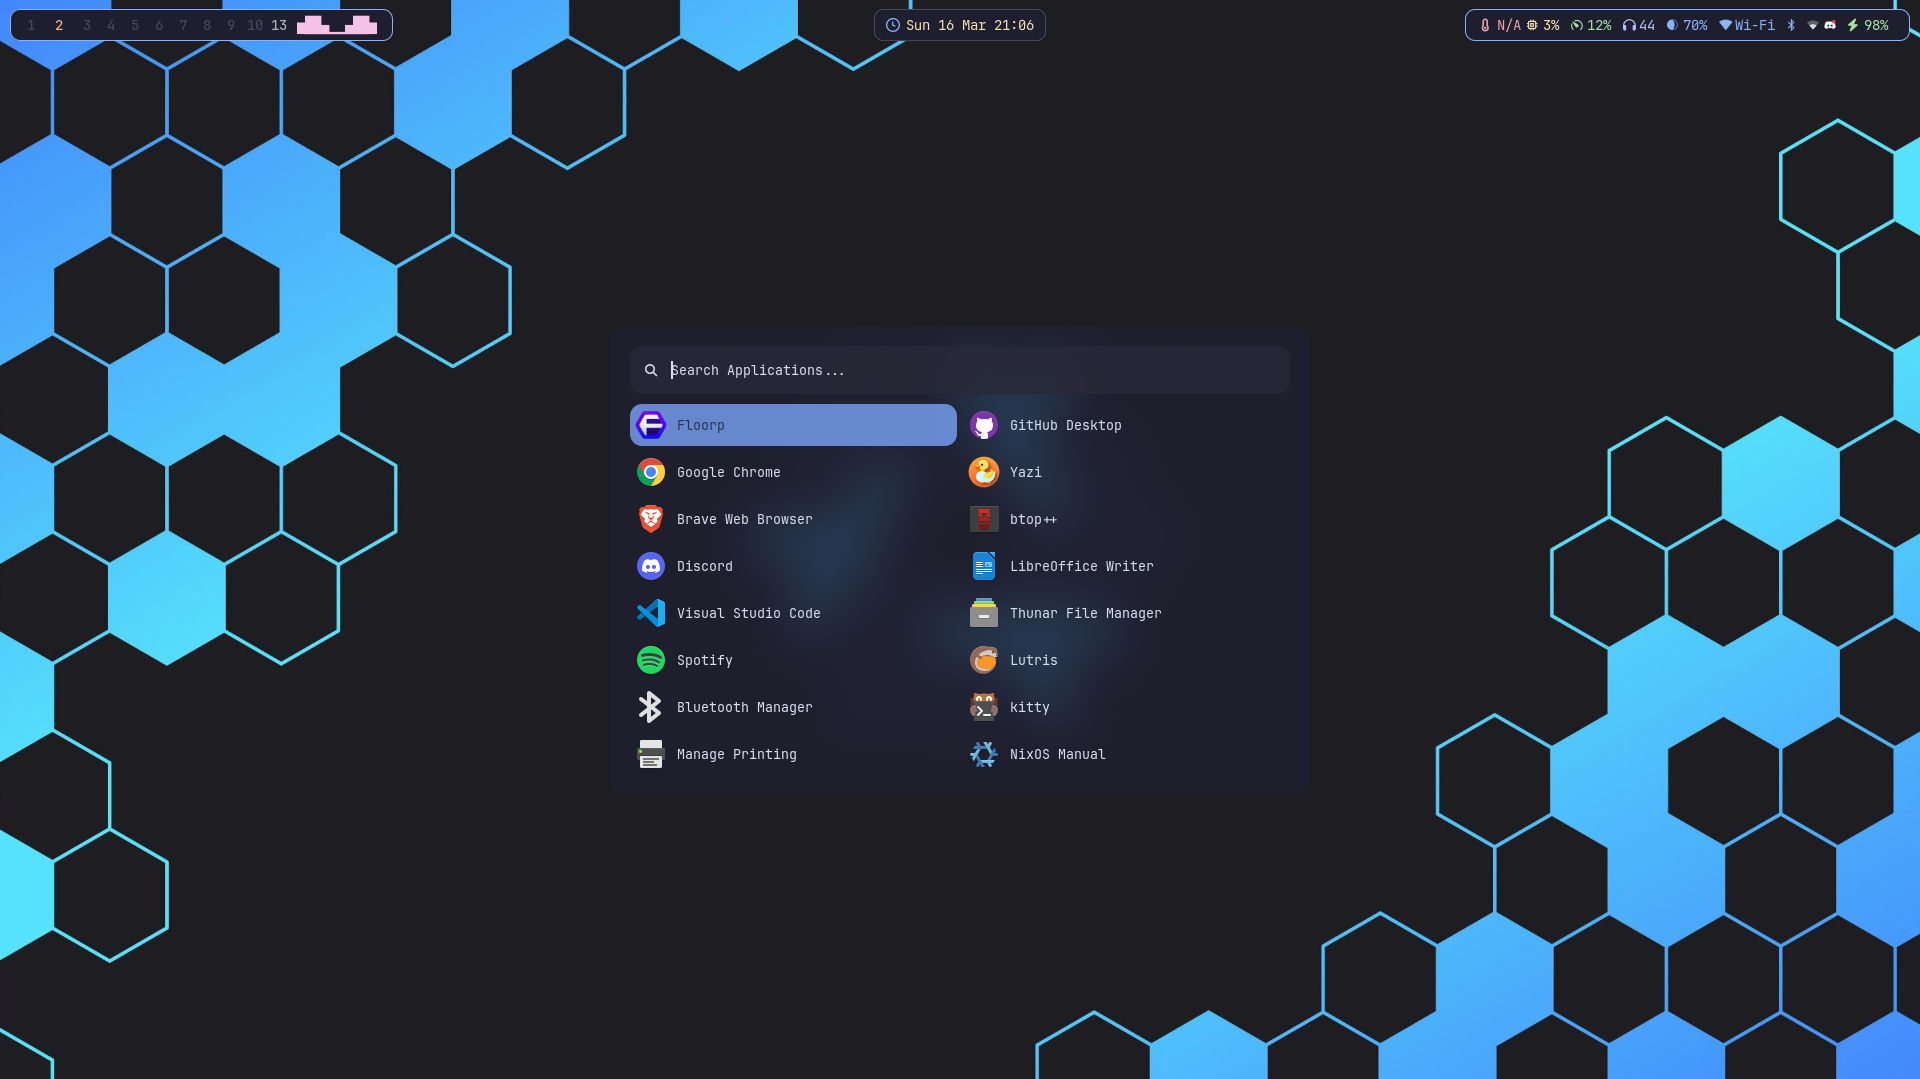 1 2 3 4 5 6 7 8 9 10 13
Sun 16 Mar 21:06
N/A 3% 12% 44 70% Wi-Fi 98%
Search Applications...
Floorp
GitHub Desktop
Google Chrome
Yazi
Brave Web Browser
btop++
Discord
LibreOffice Writer
Visual Studio Code
Thunar File Manager
Spotify
Lutris
Bluetooth Manager
kitty
Manage Printing
NixOS Manual